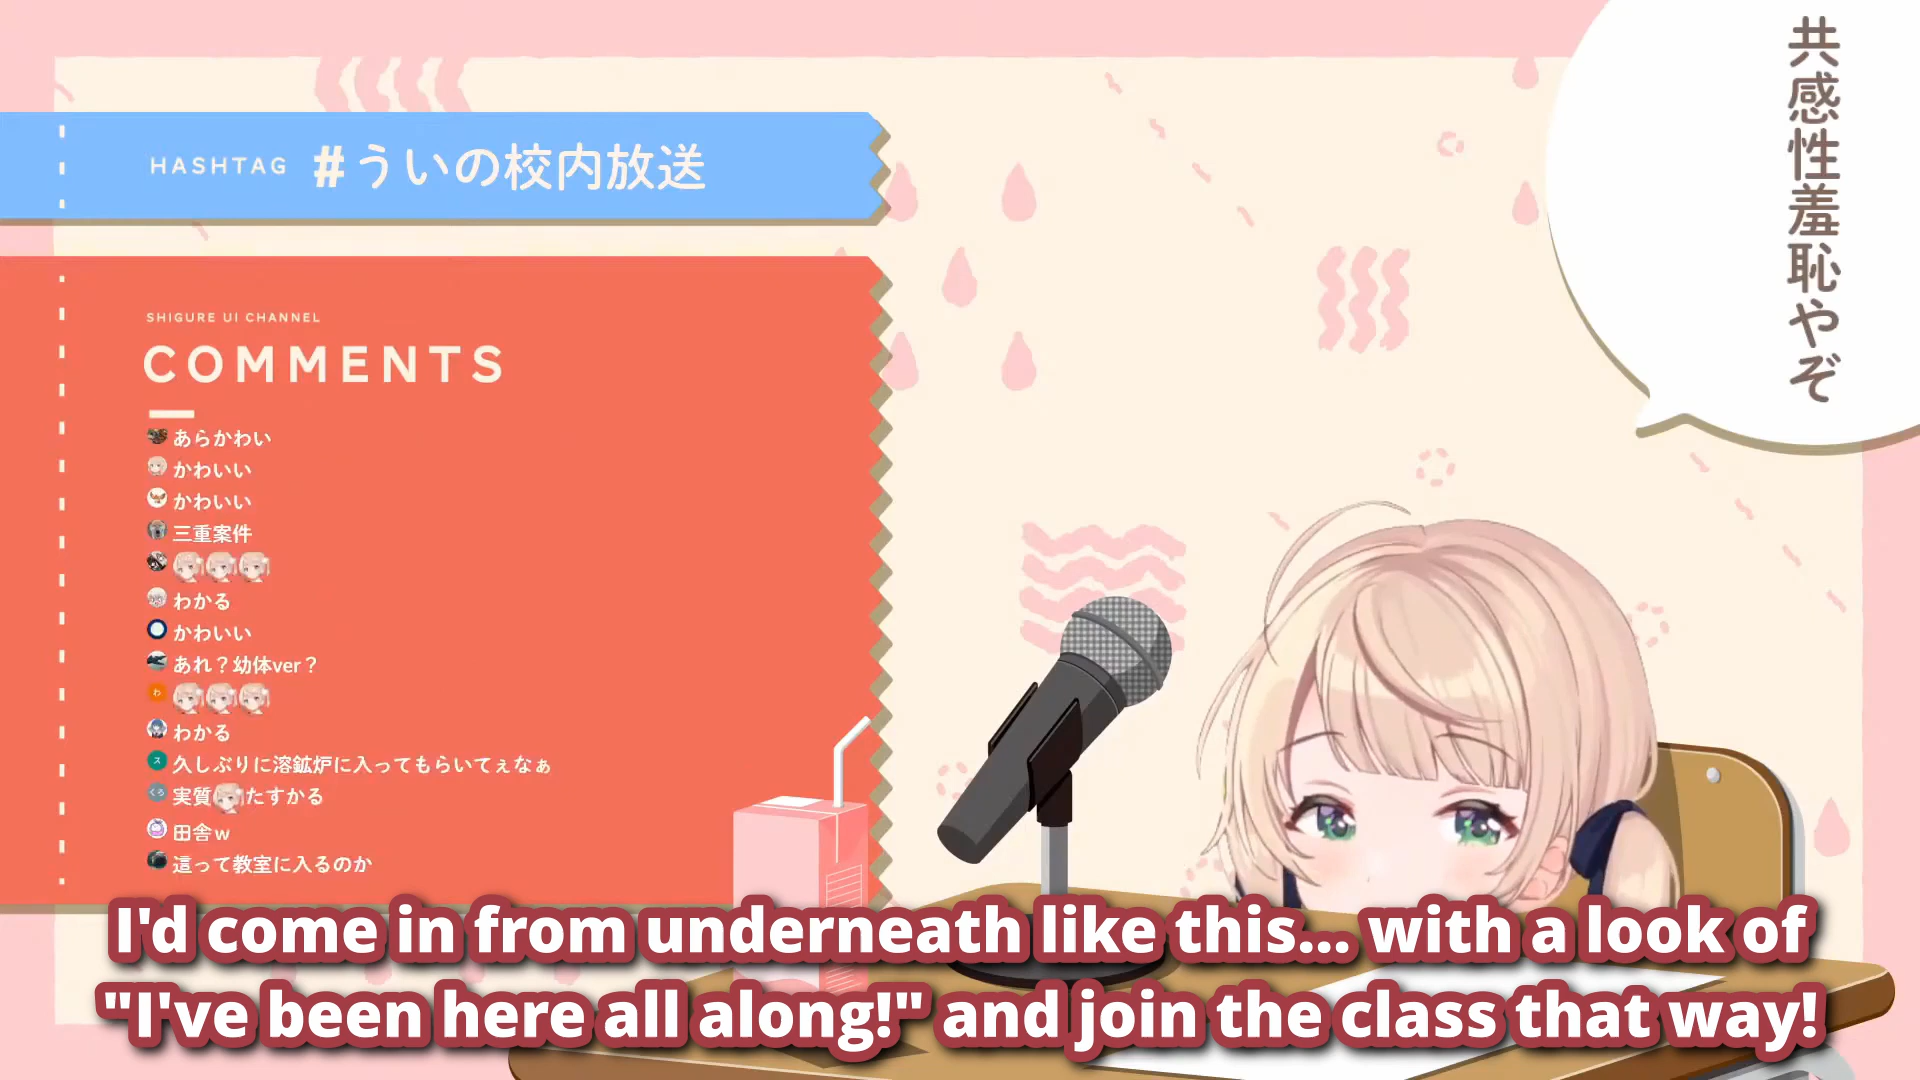 HASHTAG #ういの校内放送
共感性羞恥やぞ
SHIGURE UI CHANNEL
COMMENTS
あらかわい
かわいい
かわいい
三重案件
わかる
かわいい
あれ？幼体ver？
わ
わかる
ス 久しぶりに溶鉱炉に入ってもらいてぇなぁ
くろ 実質たすかる
田舎w
這って教室に入るのか
I'd come in from underneath like this... with a look of
"I've been here all along!" and join the class that way!